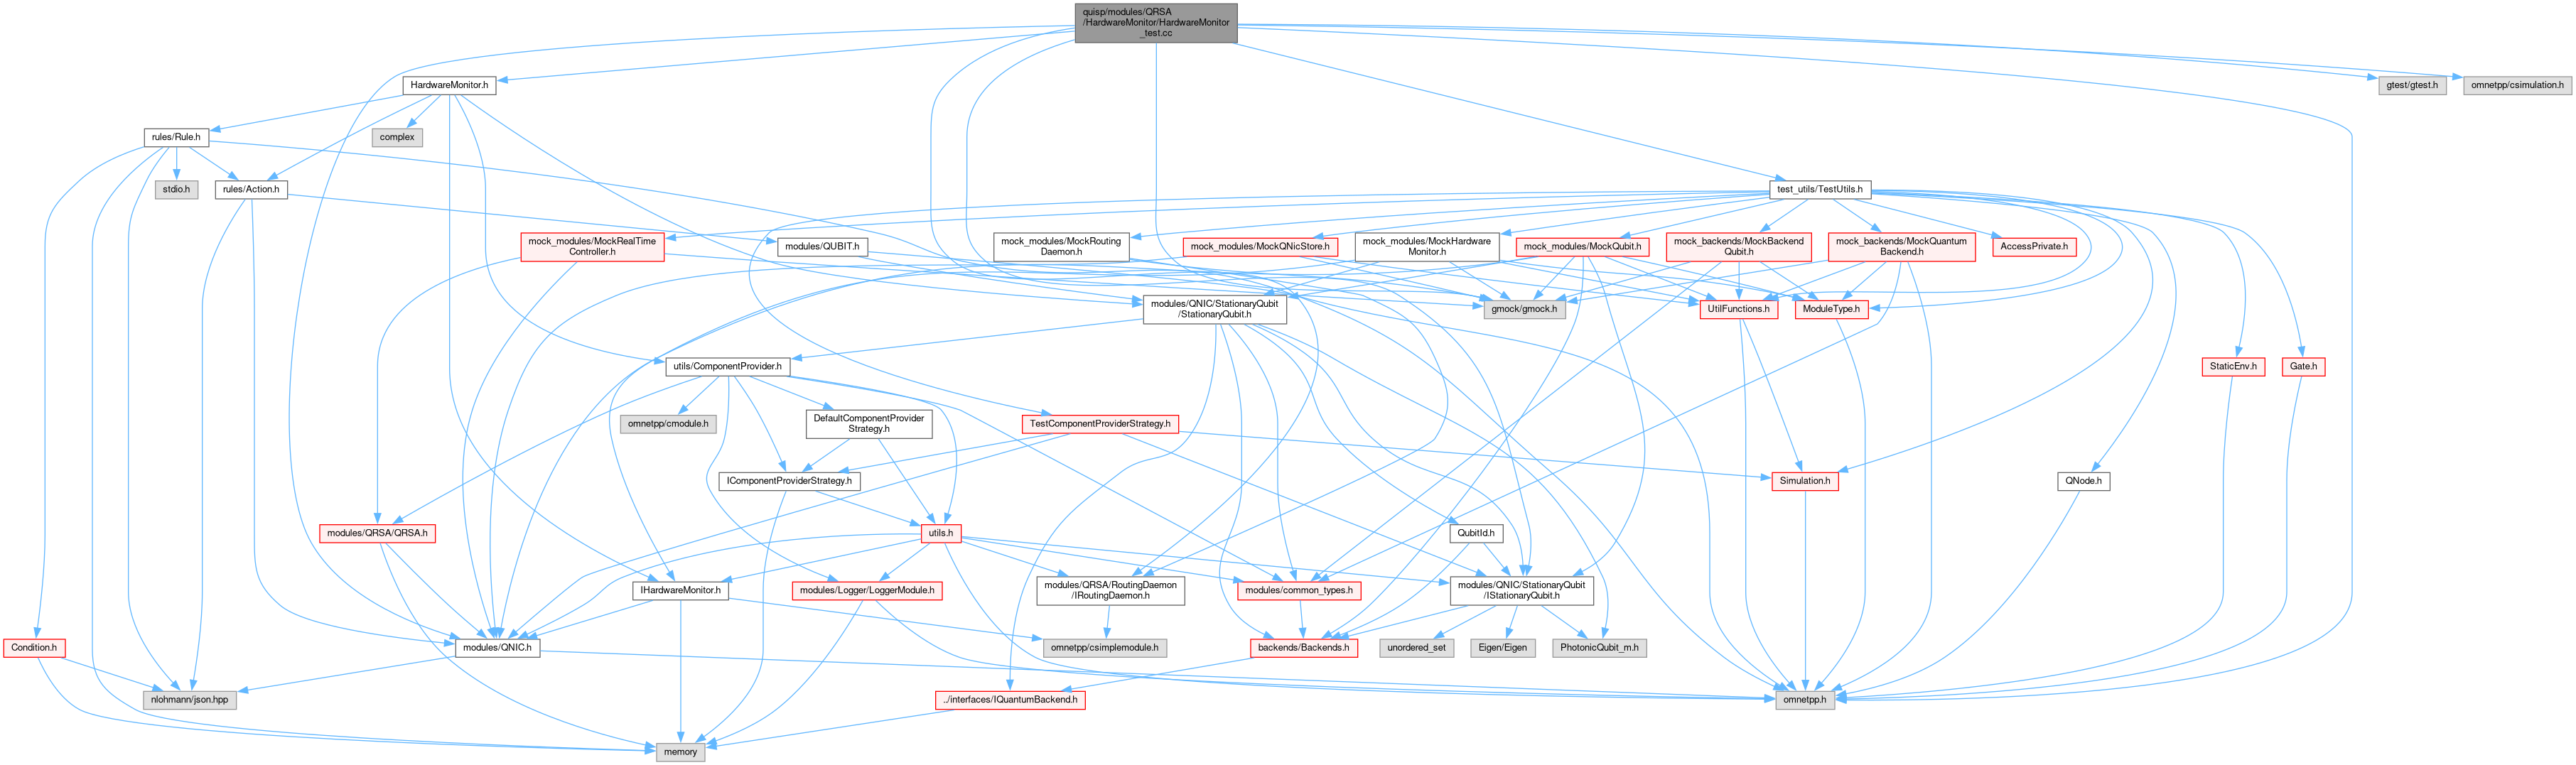 quisp/modules/QRSA
/HardwareMonitor/HardwareMonitor
_test.cc
HardwareMonitor.h
gtest/gtest.h
omnetpp/csimulation.h
rules/Rule.h
complex
stdio.h
rules/Action.h
test_utils/TestUtils.h
mock_modules/MockRealTime
Controller.h
modules/QUBIT.h
mock_modules/MockRouting
Daemon.h
mock_modules/MockQNicStore.h
mock_modules/MockHardware
Monitor.h
mock_modules/MockQubit.h
mock_backends/MockBackend
Qubit.h
mock_backends/MockQuantum
Backend.h
AccessPrivate.h
modules/QNIC/StationaryQubit
/StationaryQubit.h
gmock/gmock.h
UtilFunctions.h
ModuleType.h
utils/ComponentProvider.h
StaticEnv.h
Gate.h
omnetpp/cmodule.h
DefaultComponentProvider
Strategy.h
TestComponentProviderStrategy.h
IComponentProviderStrategy.h
Simulation.h
QNode.h
modules/QRSA/QRSA.h
utils.h
QubitId.h
IHardwareMonitor.h
modules/Logger/LoggerModule.h
modules/QRSA/RoutingDaemon
/IRoutingDaemon.h
modules/common_types.h
modules/QNIC/StationaryQubit
/IStationaryQubit.h
Condition.h
modules/QNIC.h
omnetpp/csimplemodule.h
backends/Backends.h
unordered_set
Eigen/Eigen
PhotonicQubit_m.h
nlohmann/json.hpp
../interfaces/IQuantumBackend.h
omnetpp.h
memory